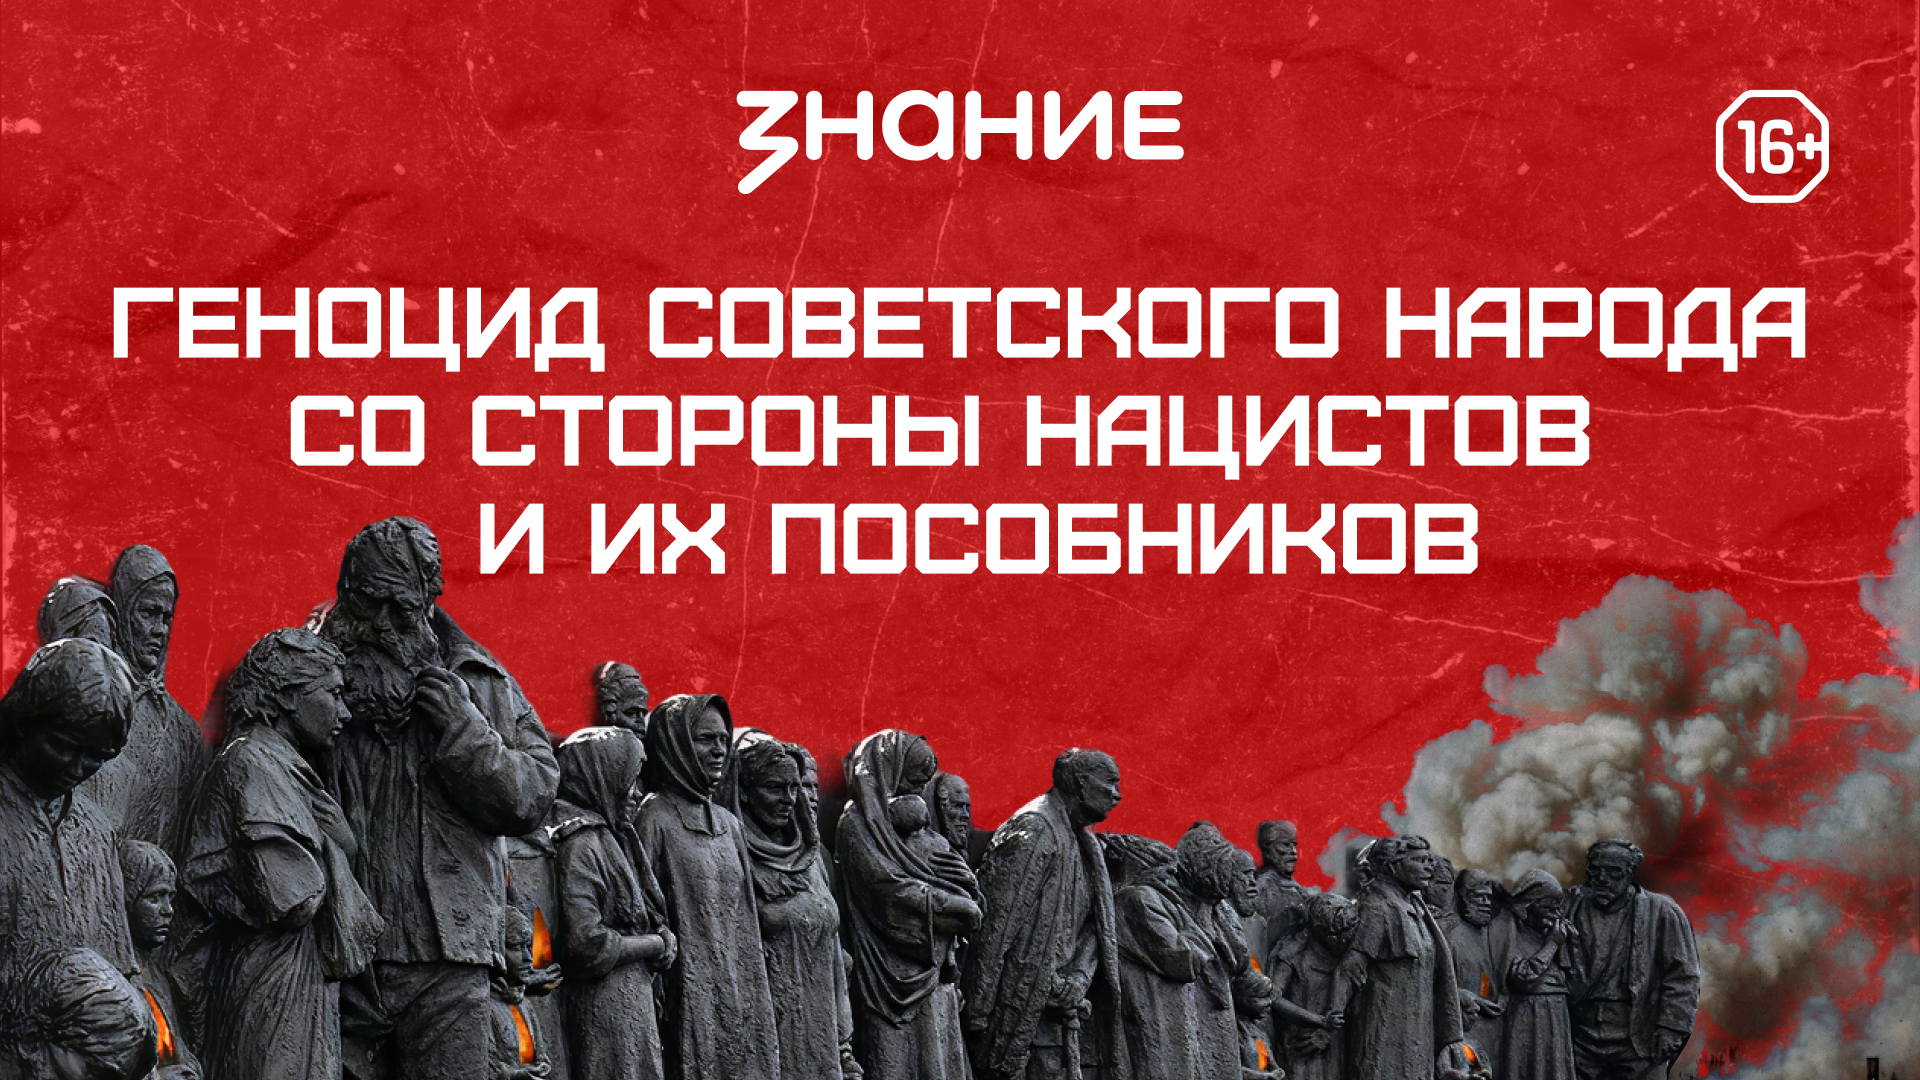 ЗНАНИЕ
16+
ГЕНОЦИД СОВЕТСКОГО НАРОДА
СО СТОРОНЫ НАЦИСТОВ
И ИХ ПОСОБНИКОВ